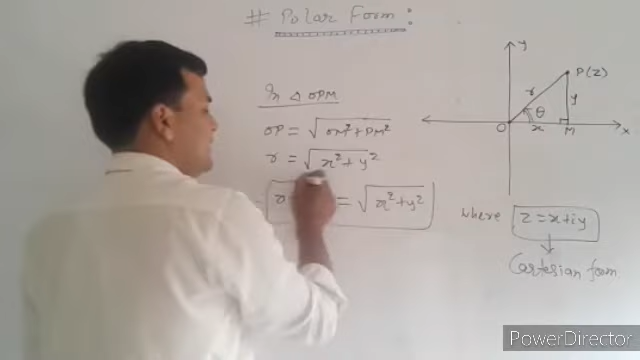 # Polar Form:
In △ OPM
OP = √OM²+PM²
r = √x²+y²
= √x²+y²
y
P(z)
r
y
θ
O
x
M
x
where z = x+iy
Cartesian form
PowerDirector